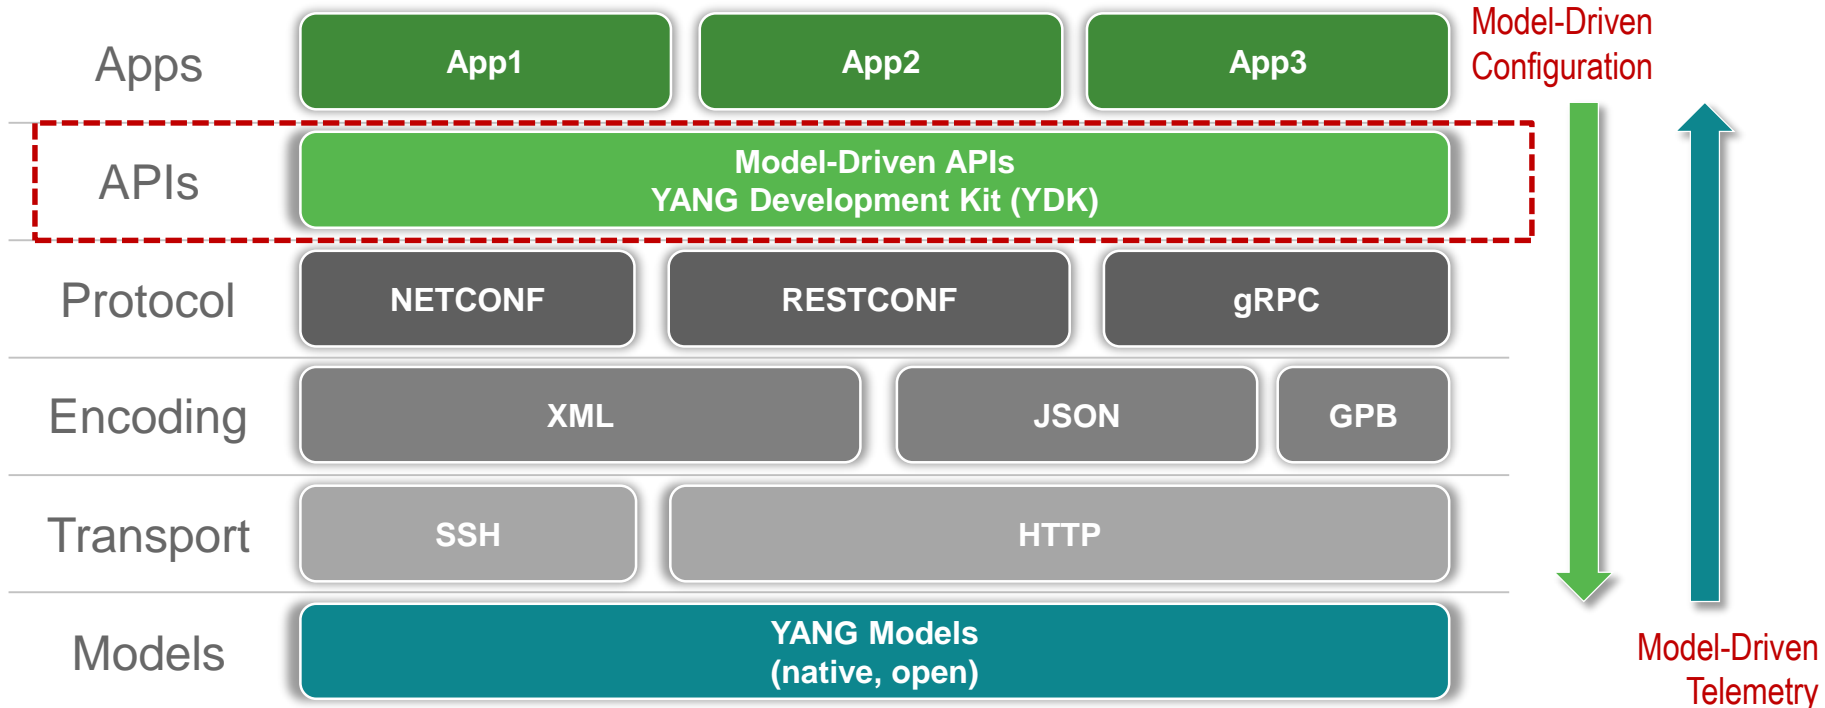 Apps
App1
App2
App3
Model-Driven
Configuration
APIs
Model-Driven APIs
YANG Development Kit (YDK)
Protocol
NETCONF
RESTCONF
gRPC
Encoding
XML
JSON
GPB
Transport
SSH
HTTP
Models
YANG Models
(native, open)
Model-Driven
Telemetry